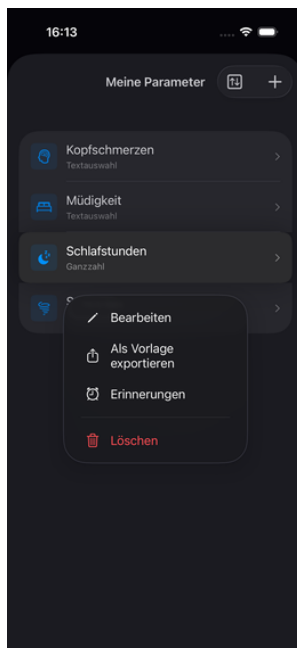 16:13
Meine Parameter
Kopfschmerzen
Textauswahl
Müdigkeit
Textauswahl
Schlafstunden
Ganzzahl
Bearbeiten
Als Vorlage
exportieren
Erinnerungen
Löschen